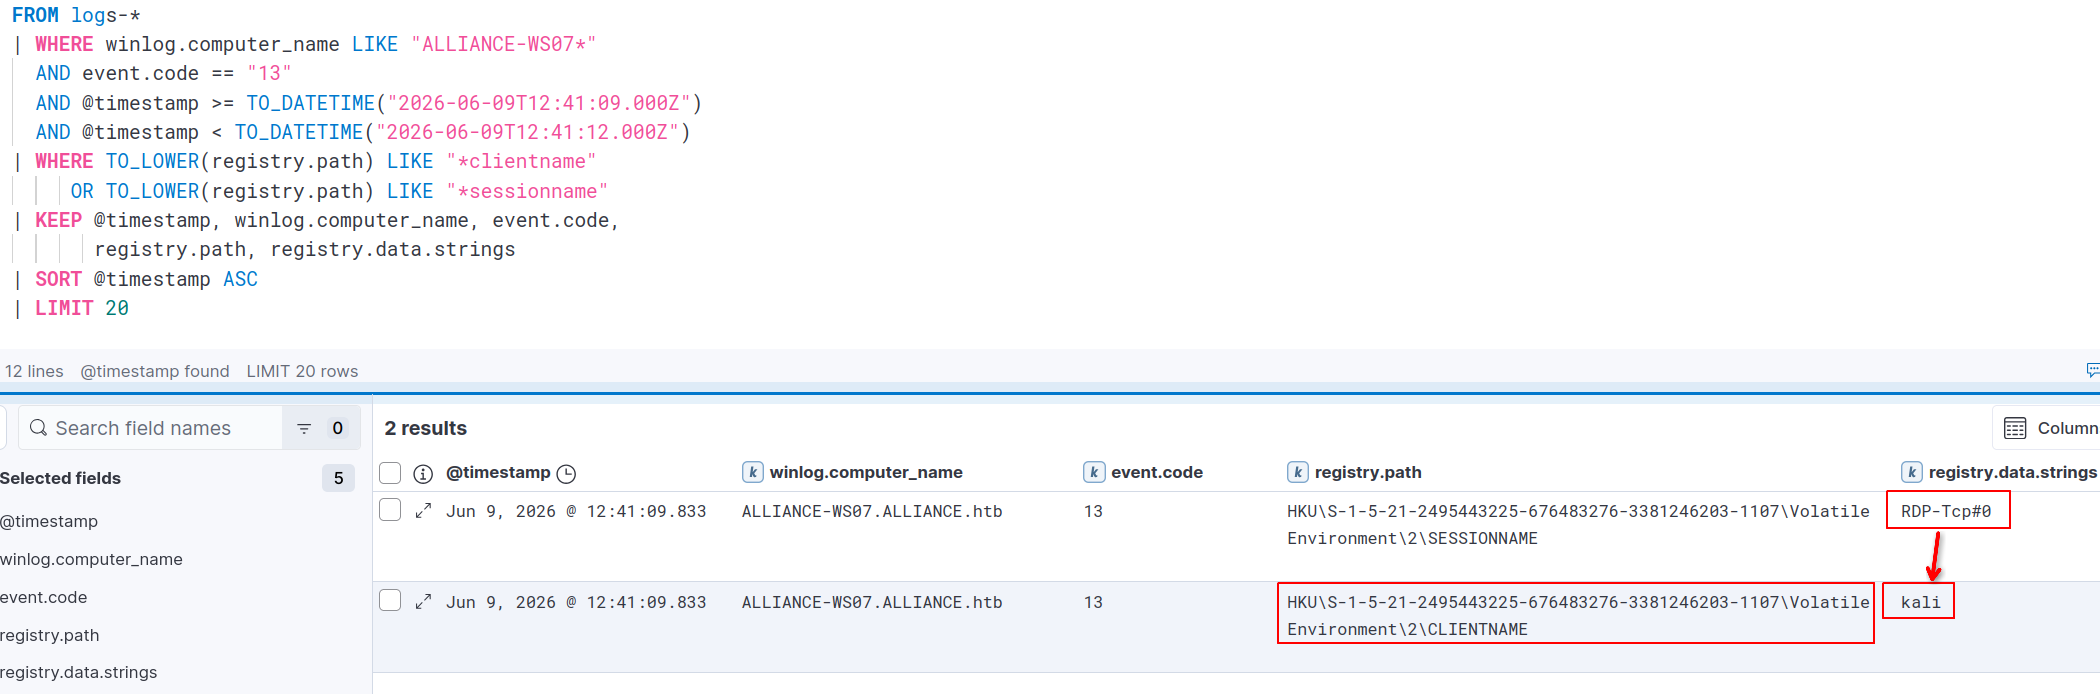 FROM logs-*
| WHERE winlog.computer_name LIKE "ALLIANCE-WS07*"
AND event.code == "13"
AND @timestamp >= TO_DATETIME("2026-06-09T12:41:09.000Z")
AND @timestamp < TO_DATETIME("2026-06-09T12:41:12.000Z")
| WHERE TO_LOWER(registry.path) LIKE "*clientname"
OR TO_LOWER(registry.path) LIKE "*sessionname"
| KEEP @timestamp, winlog.computer_name, event.code,
registry.path, registry.data.strings
| SORT @timestamp ASC
| LIMIT 20
12 lines @timestamp found LIMIT 20 rows
Search field names 0
2 results
Column
Selected fields 5
@timestamp
winlog.computer_name
event.code
registry.path
registry.data.strings
@timestamp k winlog.computer_name k event.code k registry.path k registry.data.strings
Jun 9, 2026 @ 12:41:09.833 ALLIANCE-WS07.ALLIANCE.htb 13 HKU\S-1-5-21-2495443225-676483276-3381246203-1107\Volatile RDP-Tcp#0
Environment\2\SESSIONNAME
Jun 9, 2026 @ 12:41:09.833 ALLIANCE-WS07.ALLIANCE.htb 13 HKU\S-1-5-21-2495443225-676483276-3381246203-1107\Volatile kali
Environment\2\CLIENTNAME